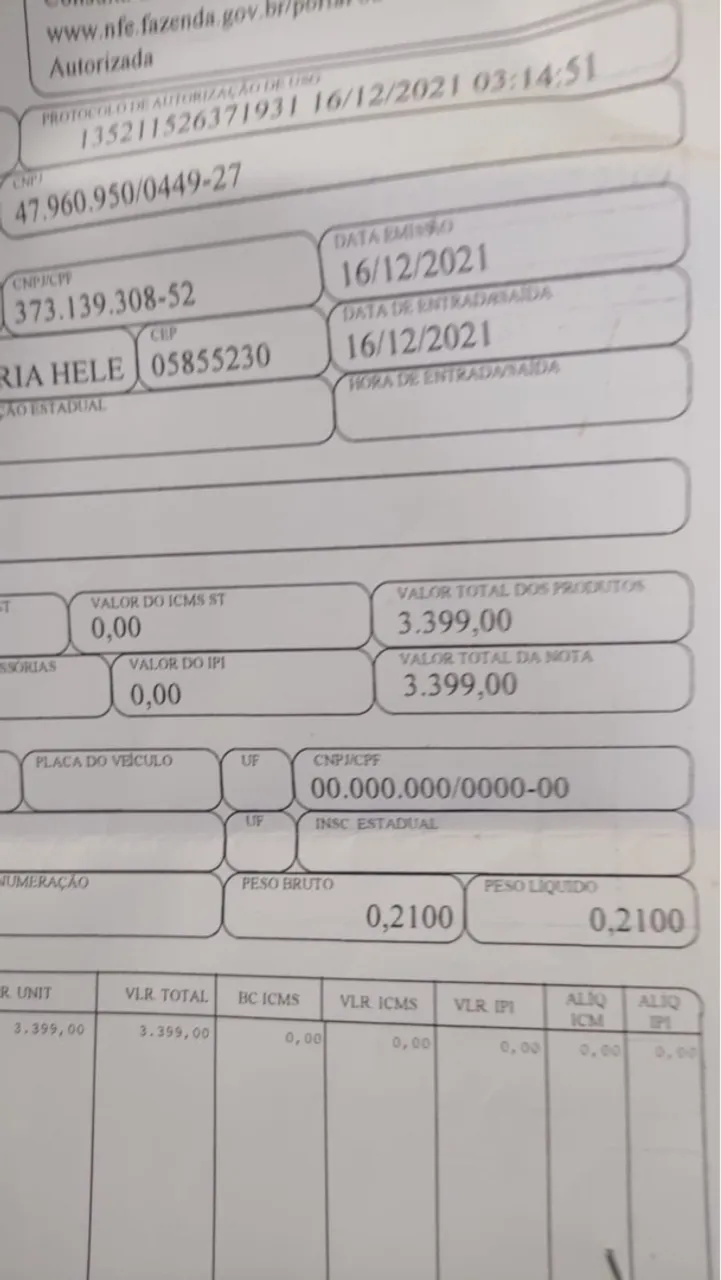 www.nfe.fazenda.gov.br/portal
Autorizada
PROTOCOLO DE AUTORIZAÇÃO DE USO
135211526371931 16/12/2021 03:14:51
CNPJ
47.960.950/0449-27
CNPJ/CPF
373.139.308-52
DATA EMISSÃO
16/12/2021
RIA HELE
CEP
05855230
DATA DE ENTRADA/SAÍDA
16/12/2021
ÇÃO ESTADUAL
HORA DE ENTRADA/SAÍDA
ST
VALOR DO ICMS ST
0,00
VALOR TOTAL DOS PRODUTOS
3.399,00
SSÓRIAS
VALOR DO IPI
0,00
VALOR TOTAL DA NOTA
3.399,00
PLACA DO VEÍCULO
UF
CNPJ/CPF
00.000.000/0000-00
UF
INSC. ESTADUAL
NUMERAÇÃO
PESO BRUTO
0,2100
PESO LÍQUIDO
0,2100
R. UNIT VLR. TOTAL BC ICMS VLR. ICMS VLR. IPI ALIQ ICM ALIQ IPI
3.399,00 3.399,00 0,00 0,00 0,00 0,00 0,00